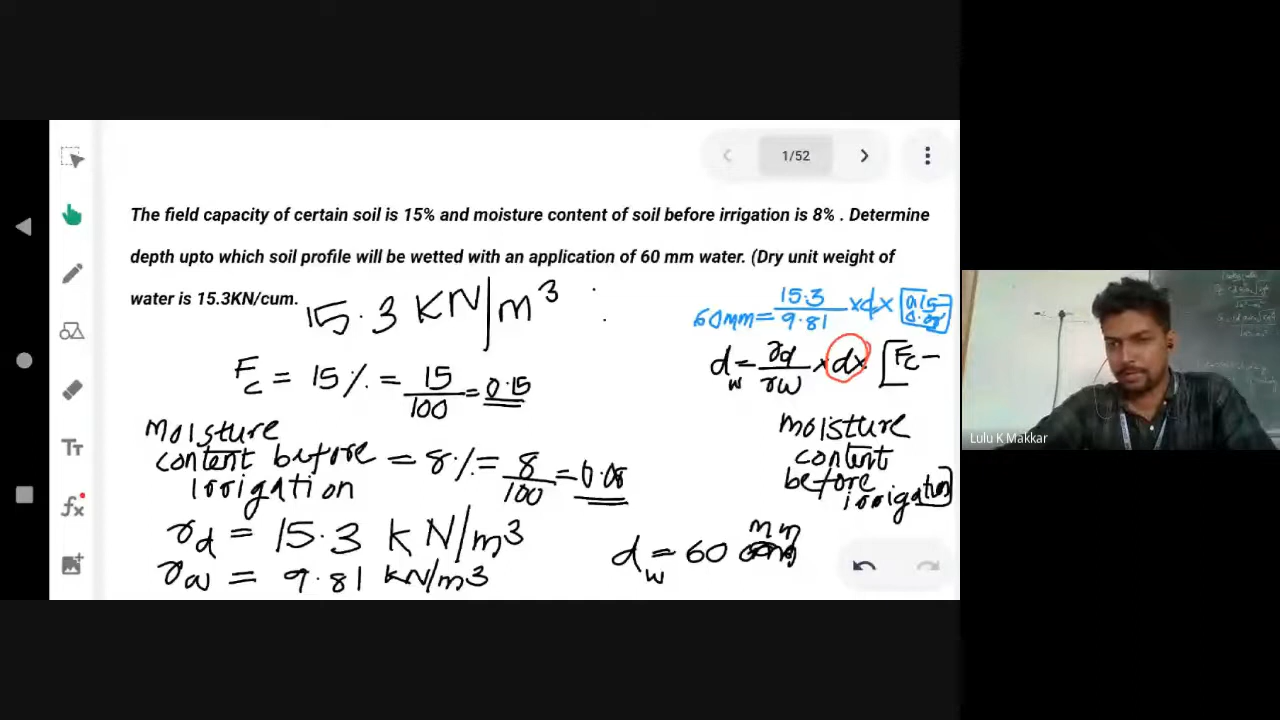 1/52
The field capacity of certain soil is 15% and moisture content of soil before irrigation is 8% . Determine
depth upto which soil profile will be wetted with an application of 60 mm water. (Dry unit weight of
water is 15.3KN/cum.
15.3 KN/m³
60mm = 15.3/9.81 × d × [0.15 - 0.08]
Fc = 15% = 15/100 = 0.15
dw = γd/γw × d × [Fc -
moisture
content
before
irrigation]
moisture
content before = 8% = 8/100 = 0.08
irrigation
γd = 15.3 KN/m³
γw = 9.81 KN/m³
dw = 60 mm
Tт
fx
Lulu K Makkar